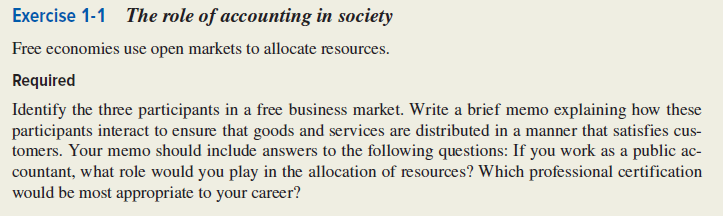 Exercise 1-1 The role of accounting in society
Free economies use open markets to allocate resources.
Required
Identify the three participants in a free business market. Write a brief memo explaining how these
participants interact to ensure that goods and services are distributed in a manner that satisfies cus-
tomers. Your memo should include answers to the following questions: If you work as a public ac-
countant, what role would you play in the allocation of resources? Which professional certification
would be most appropriate to your career?